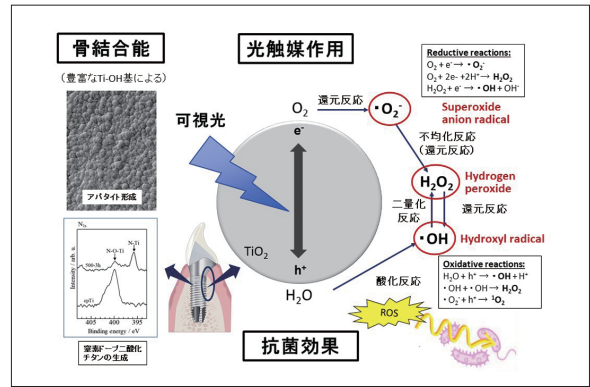 骨結合能
(豊富なTi-OH基による)
アパタイト形成
N₁ₛ
N-O-Ti
N-Ti
500-3h
apTi
Intensity / arb. u.
405
400
395
Binding energy / eV
窒素ドープ二酸化
チタンの生成
光触媒作用
可視光
O₂
e⁻
TiO₂
h⁺
H₂O
還元反応
・O₂⁻
Superoxide
anion radical
不均化反応
(還元反応)
H₂O₂
Hydrogen
peroxide
二量化
反応
還元反応
・OH
Hydroxyl radical
酸化反応
ROS
抗菌効果
Reductive reactions:
O₂ + e⁻→ ・O₂⁻
O₂ + 2e- +2H⁺→ H₂O₂
H₂O₂ + e⁻→ ・OH + OH⁻
Oxidative reactions:
H₂O + h⁺ → ・OH + H⁺
・OH + ・OH→ H₂O₂
・O₂⁻ + h⁺ → ¹O₂